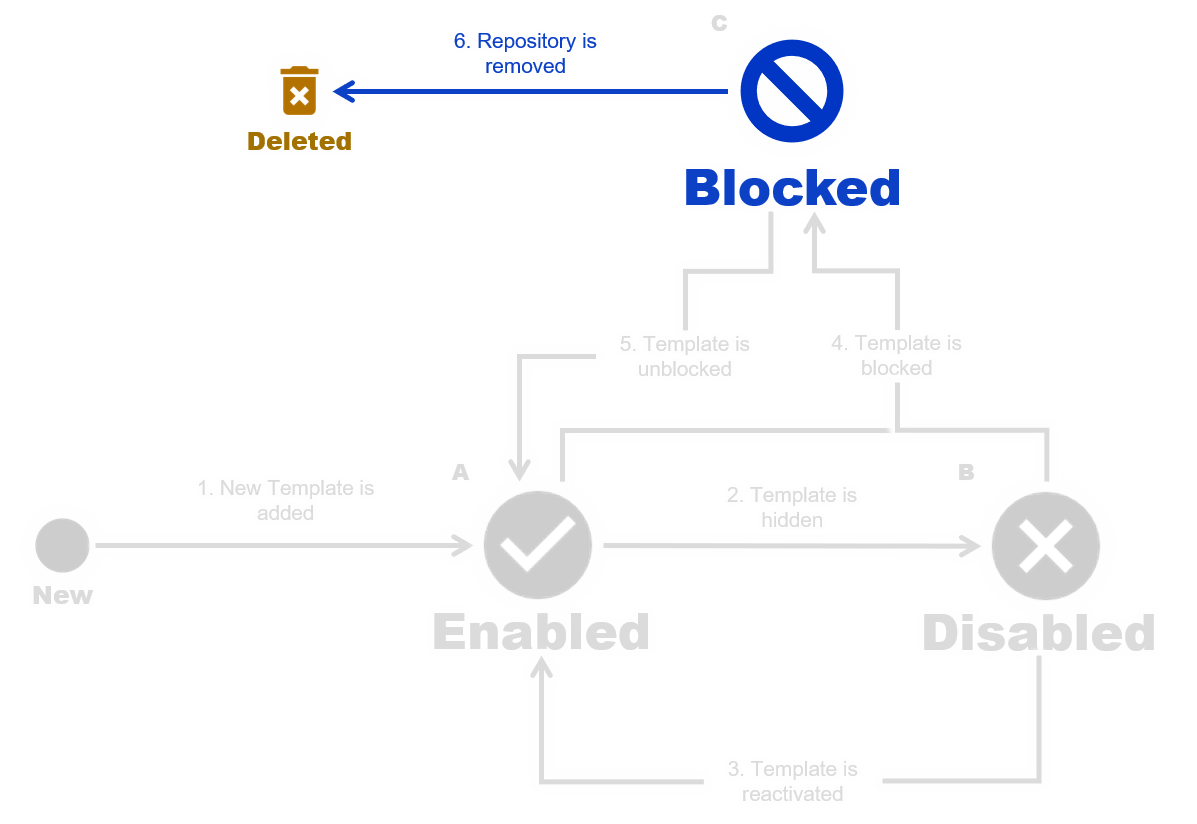 C
6. Repository is
removed
Deleted
Blocked
5. Template is
unblocked
4. Template is
blocked
A
B
1. New Template is
added
2. Template is
hidden
New
Enabled
Disabled
3. Template is
reactivated